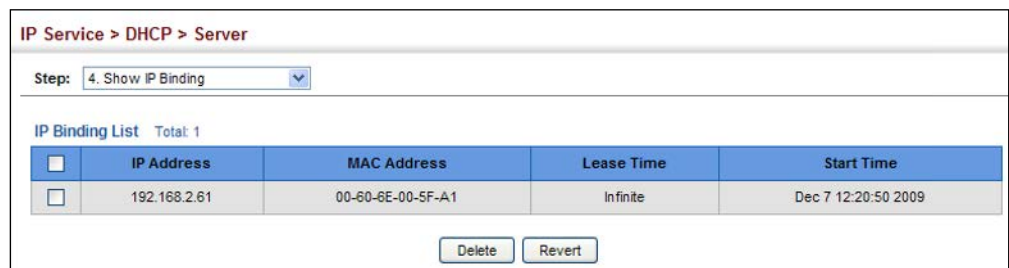 IP Service > DHCP > Server
Step: 4. Show IP Binding
IP Binding List Total: 1
IP Address MAC Address Lease Time Start Time
192.168.2.61 00-60-6E-00-5F-A1 Infinite Dec 7 12:20:50 2009
Delete Revert